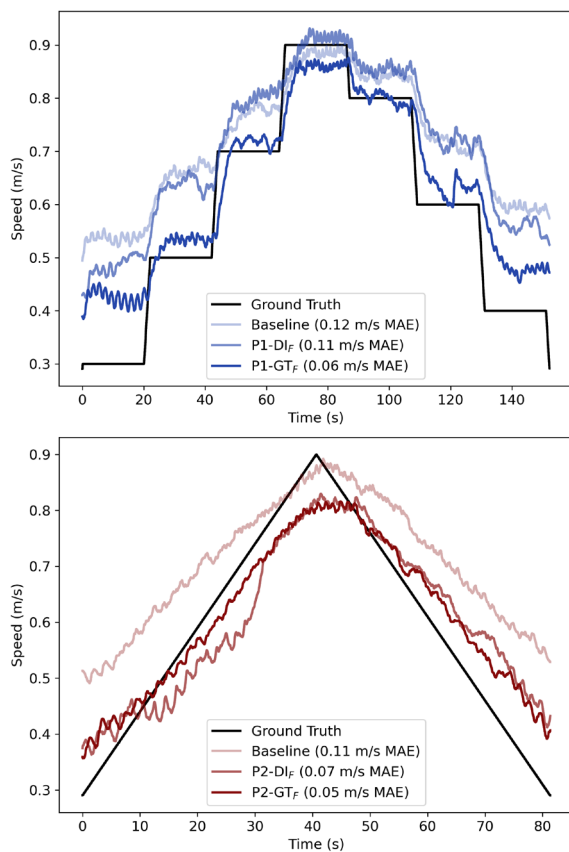 0.9
0.8
0.7
0.6
0.5
0.4
0.3
Speed (m/s)
Ground Truth
Baseline (0.12 m/s MAE)
P1-DI_F (0.11 m/s MAE)
P1-GT_F (0.06 m/s MAE)
0 20 40 60 80 100 120 140
Time (s)
0.9
0.8
0.7
0.6
0.5
0.4
0.3
Speed (m/s)
Ground Truth
Baseline (0.11 m/s MAE)
P2-DI_F (0.07 m/s MAE)
P2-GT_F (0.05 m/s MAE)
0 10 20 30 40 50 60 70 80
Time (s)